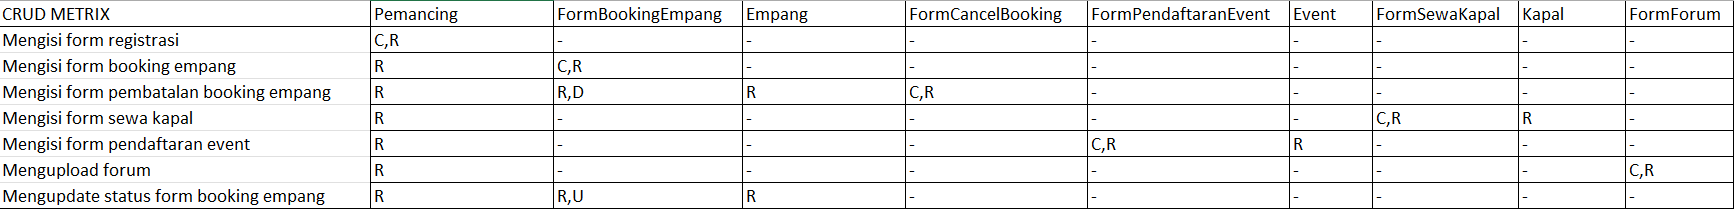 CRUD METRIX Pemancing FormBookingEmpang Empang FormCancelBooking FormPendaftaranEvent Event FormSewaKapal Kapal FormForum
Mengisi form registrasi C,R - - - - - - - -
Mengisi form booking empang R C,R - - - - - - -
Mengisi form pembatalan booking empang R R,D R C,R - - - - -
Mengisi form sewa kapal R - - - - - C,R R -
Mengisi form pendaftaran event R - - - C,R R - - -
Mengupload forum R - - - - - - - C,R
Mengupdate status form booking empang R R,U R - - - - - -